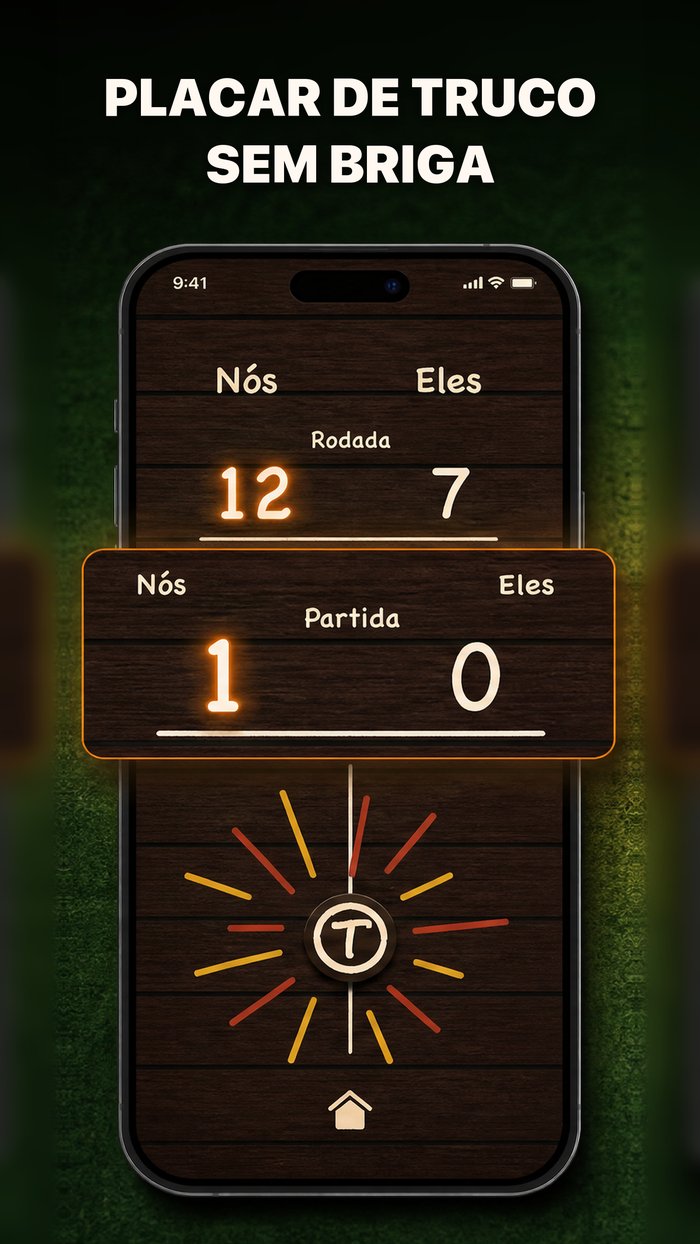 PLACAR DE TRUCO
SEM BRIGA
9:41
Nós Eles
Rodada
12 7
Nós Eles
Partida
1 0
T